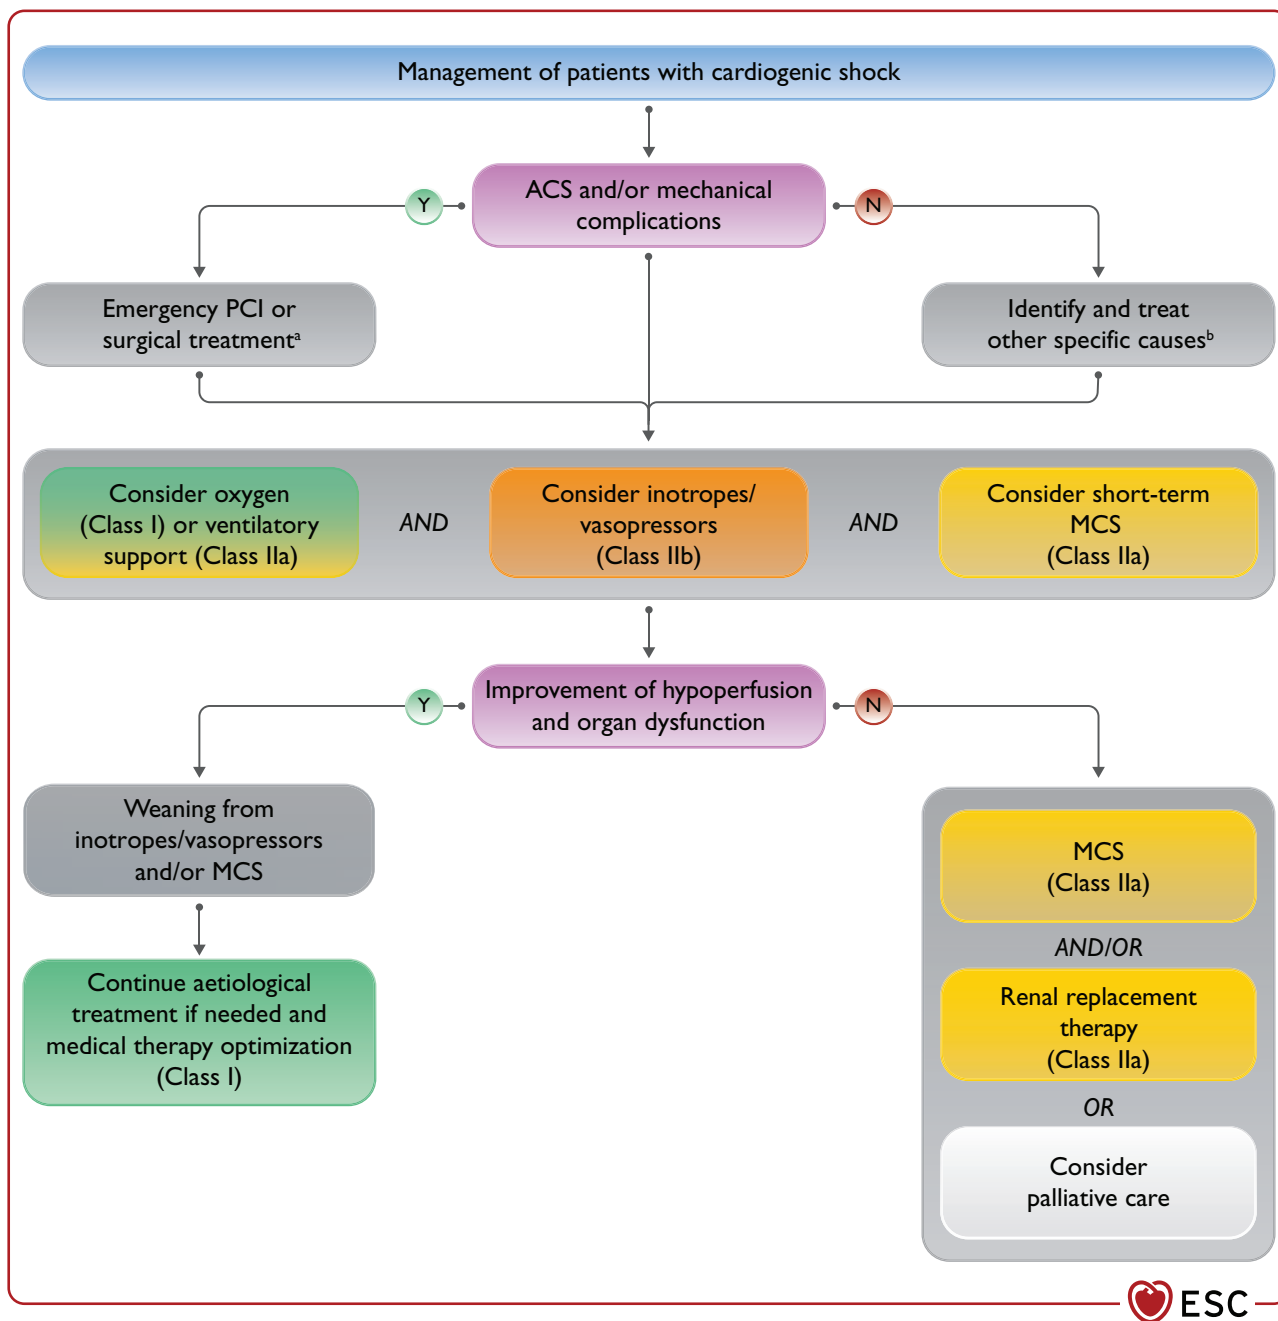 Management of patients with cardiogenic shock
ACS and/or mechanical
complications
Y
N
Emergency PCI or
surgical treatmentᵃ
Identify and treat
other specific causesᵇ
Consider oxygen
(Class I) or ventilatory
support (Class IIa)
AND
Consider inotropes/
vasopressors
(Class IIb)
AND
Consider short-term
MCS
(Class IIa)
Improvement of hypoperfusion
and organ dysfunction
Y
N
Weaning from
inotropes/vasopressors
and/or MCS
Continue aetiological
treatment if needed and
medical therapy optimization
(Class I)
MCS
(Class IIa)
AND/OR
Renal replacement
therapy
(Class IIa)
OR
Consider
palliative care
ESC